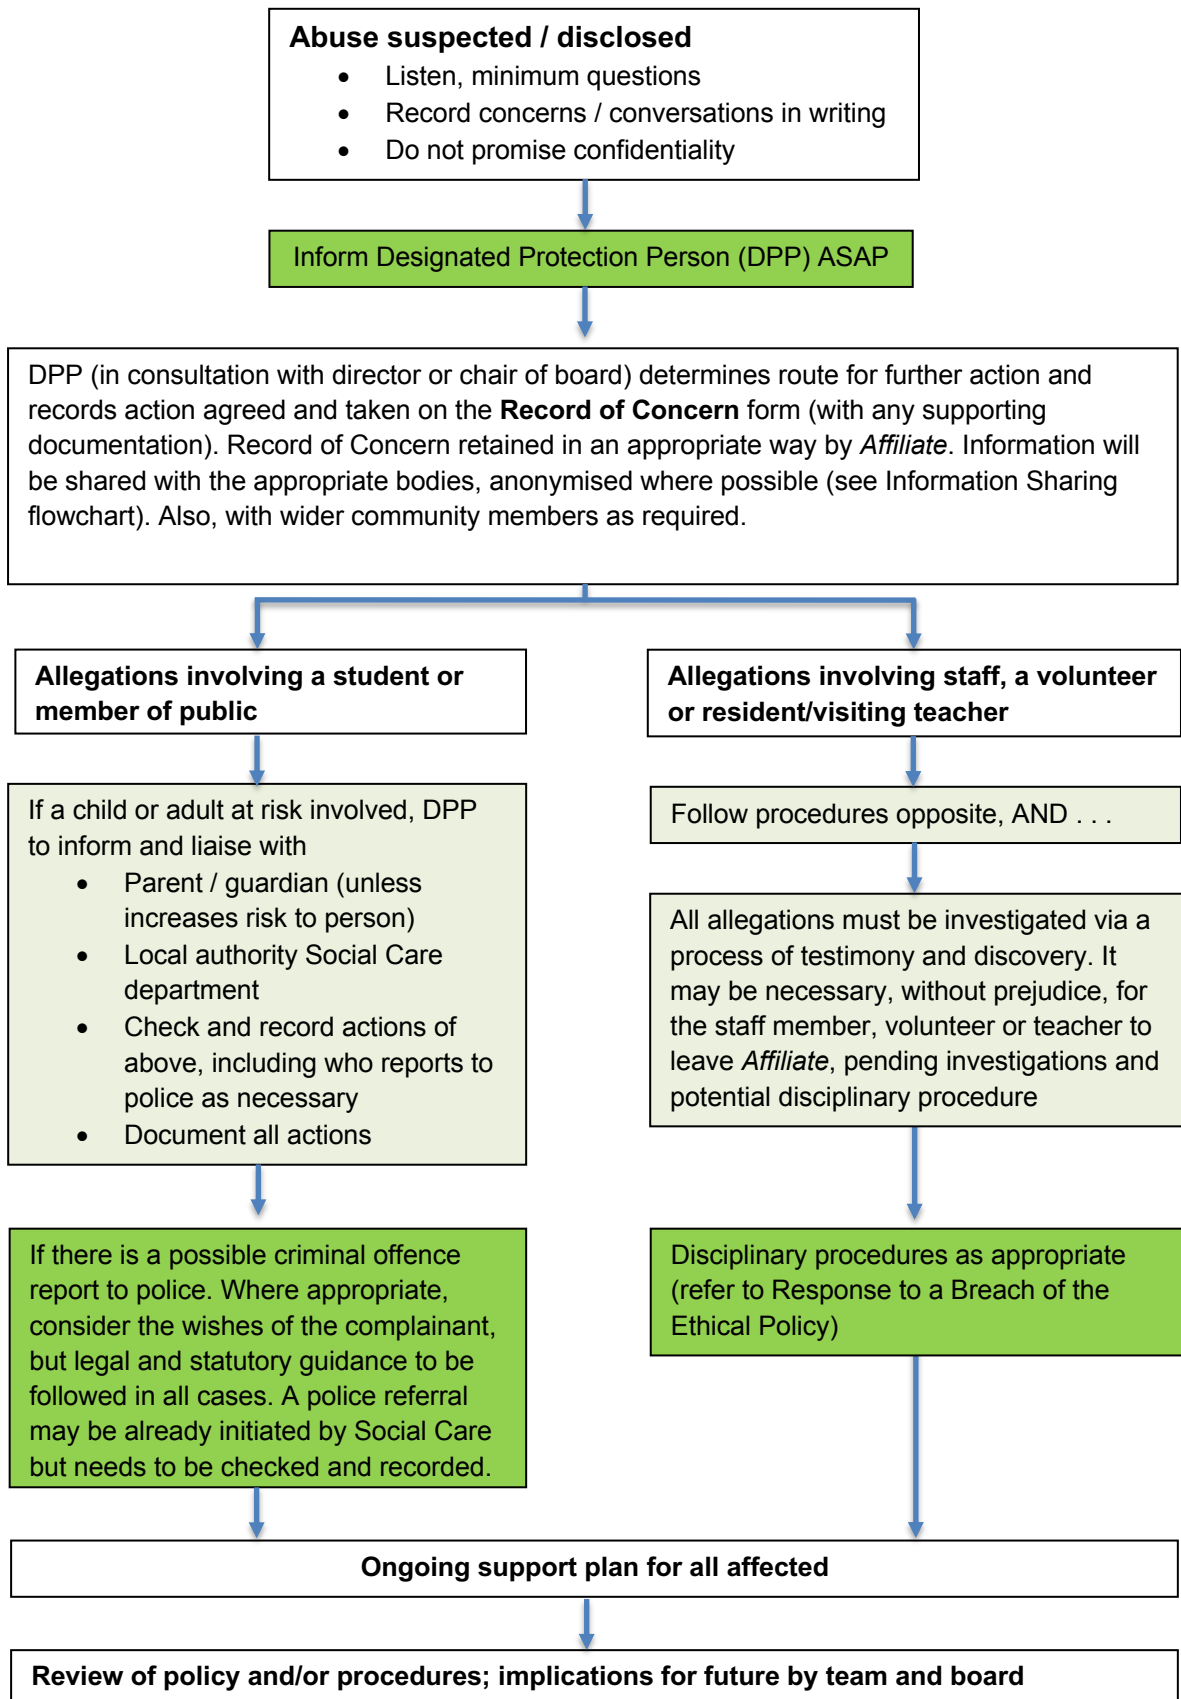 Abuse suspected / disclosed
• Listen, minimum questions
• Record concerns / conversations in writing
• Do not promise confidentiality
Inform Designated Protection Person (DPP) ASAP
DPP (in consultation with director or chair of board) determines route for further action and
records action agreed and taken on the Record of Concern form (with any supporting
documentation). Record of Concern retained in an appropriate way by Affiliate. Information will
be shared with the appropriate bodies, anonymised where possible (see Information Sharing
flowchart). Also, with wider community members as required.
Allegations involving a student or
member of public
If a child or adult at risk involved, DPP
to inform and liaise with
• Parent / guardian (unless
increases risk to person)
• Local authority Social Care
department
• Check and record actions of
above, including who reports to
police as necessary
• Document all actions
If there is a possible criminal offence
report to police. Where appropriate,
consider the wishes of the complainant,
but legal and statutory guidance to be
followed in all cases. A police referral
may be already initiated by Social Care
but needs to be checked and recorded.
Allegations involving staff, a volunteer
or resident/visiting teacher
Follow procedures opposite, AND . . .
All allegations must be investigated via a
process of testimony and discovery. It
may be necessary, without prejudice, for
the staff member, volunteer or teacher to
leave Affiliate, pending investigations and
potential disciplinary procedure
Disciplinary procedures as appropriate
(refer to Response to a Breach of the
Ethical Policy)
Ongoing support plan for all affected
Review of policy and/or procedures; implications for future by team and board